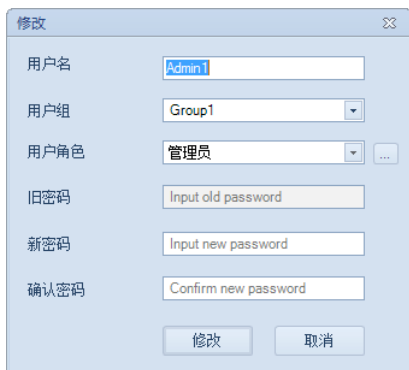 修改
用户名 Admin1
用户组 Group1
用户角色 管理员 ...
旧密码 Input old password
新密码 Input new password
确认密码 Confirm new password
修改 取消